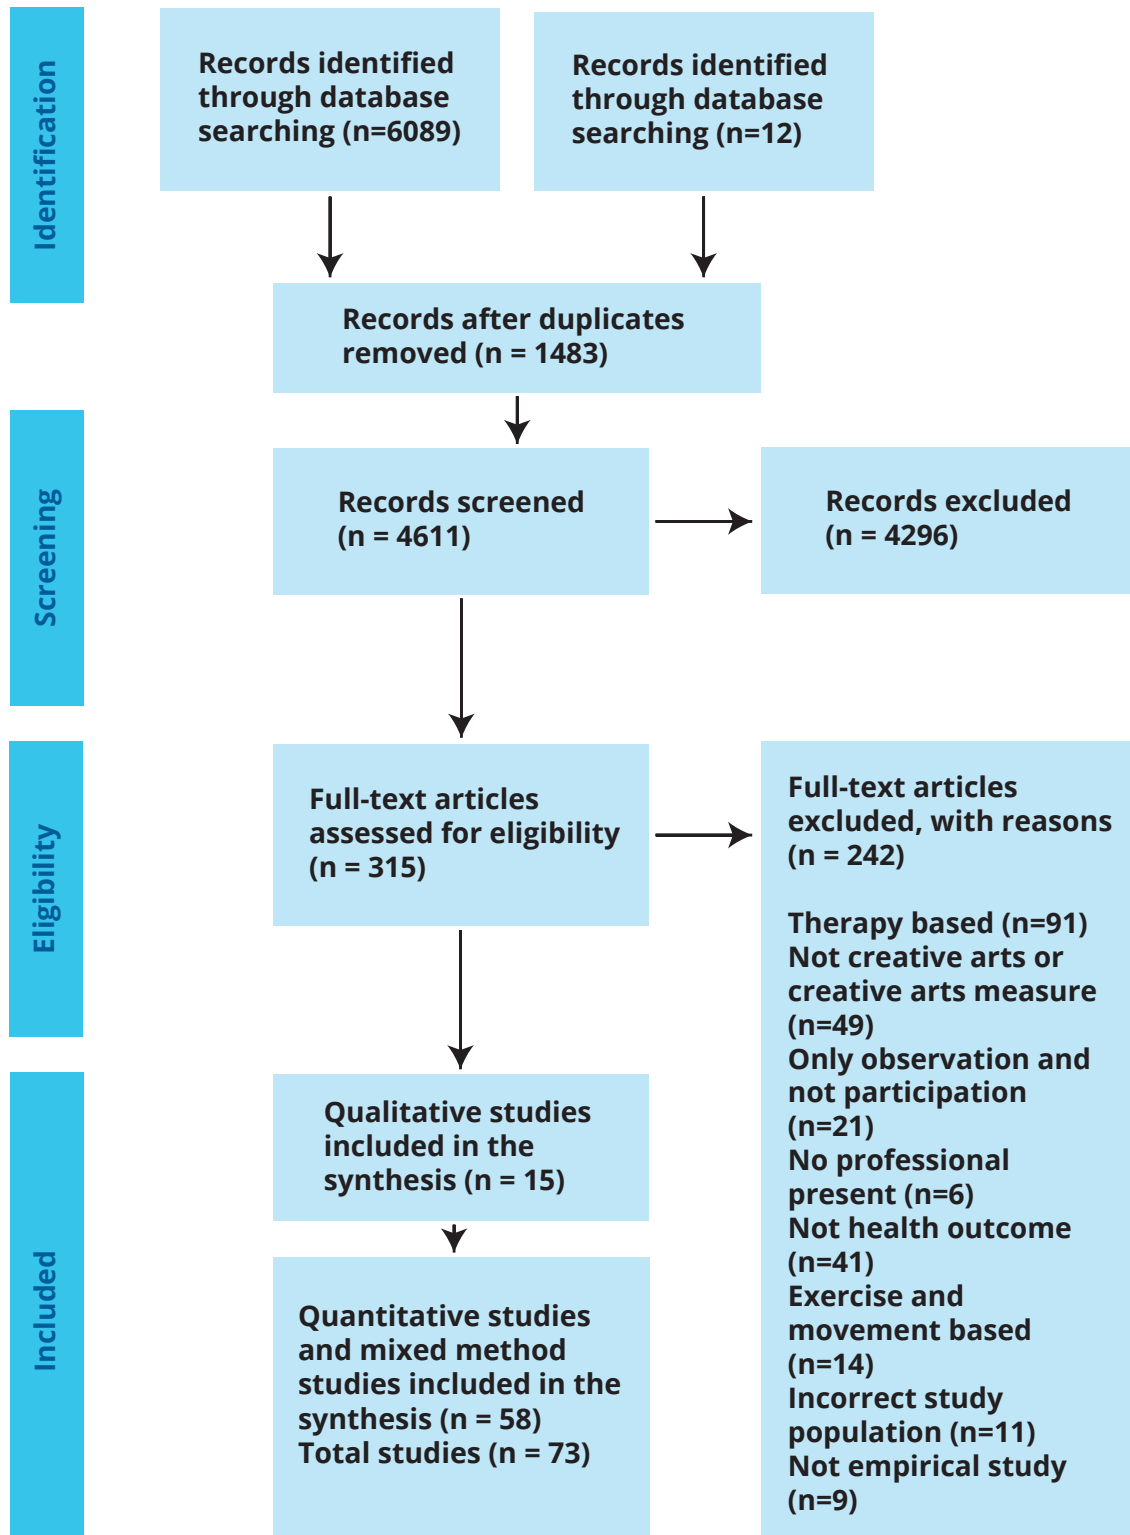 Identification
Records identified
through database
searching (n=6089)
Records identified
through database
searching (n=12)
Records after duplicates
removed (n = 1483)
Screening
Records screened
(n = 4611)
Records excluded
(n = 4296)
Eligibility
Full-text articles
assessed for eligibility
(n = 315)
Full-text articles
excluded, with reasons
(n = 242)
Therapy based (n=91)
Not creative arts or
creative arts measure
(n=49)
Only observation and
not participation
(n=21)
No professional
present (n=6)
Not health outcome
(n=41)
Exercise and
movement based
(n=14)
Incorrect study
population (n=11)
Not empirical study
(n=9)
Included
Qualitative studies
included in the
synthesis (n = 15)
Quantitative studies
and mixed method
studies included in the
synthesis (n = 58)
Total studies (n = 73)